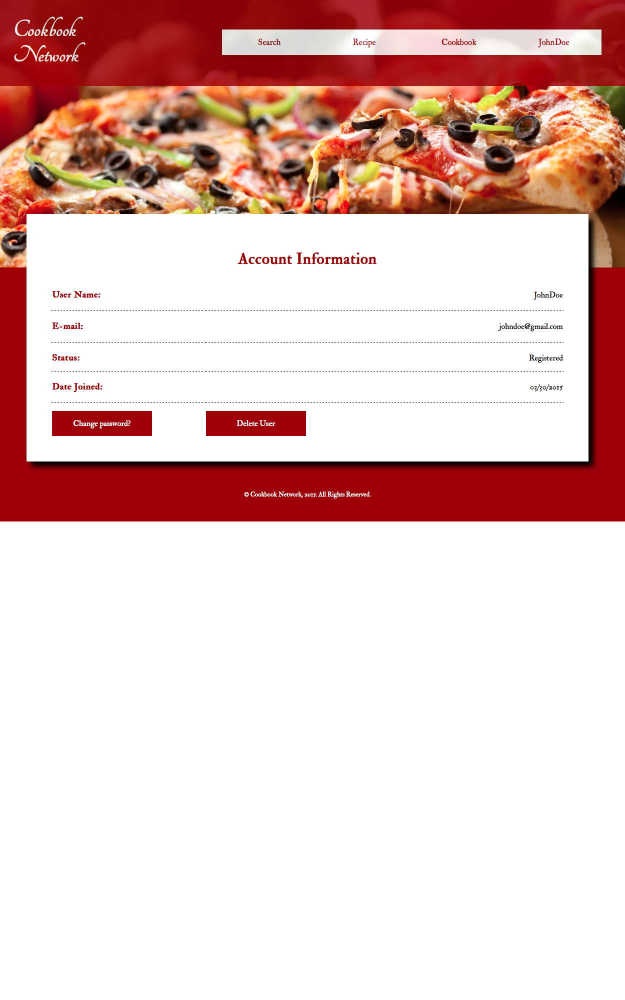 Cookbook
Network
Search Recipe Cookbook JohnDoe
Account Information
User Name: JohnDoe
E-mail: johndoe@gmail.com
Status: Registered
Date Joined: 03/30/2015
Change password? Delete User
© Cookbook Network, 2015. All Rights Reserved.